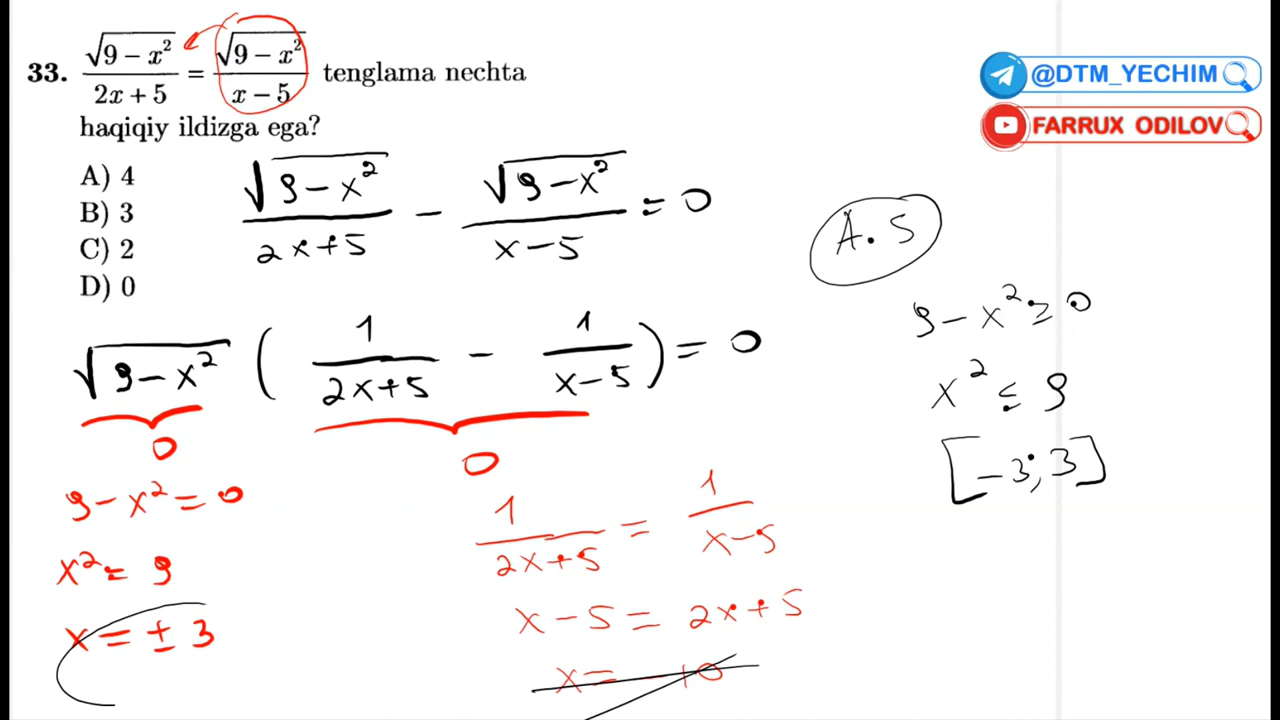 33. √(9 − x²)/(2x + 5) = √(9 − x²)/(x − 5) tenglama nechta
haqiqiy ildizga ega?
A) 4
B) 3
C) 2
D) 0
@DTM_YECHIM
FARRUX ODILOV
√(9 − x²)/(2x + 5) − √(9 − x²)/(x − 5) = 0
√(9 − x²) (1/(2x + 5) − 1/(x − 5)) = 0
0
0
9 − x² = 0
x² = 9
x = ± 3
1/(2x + 5) = 1/(x − 5)
x − 5 = 2x + 5
x = −10
A.S
9 − x² ≥ 0
x² ≤ 9
[−3; 3]